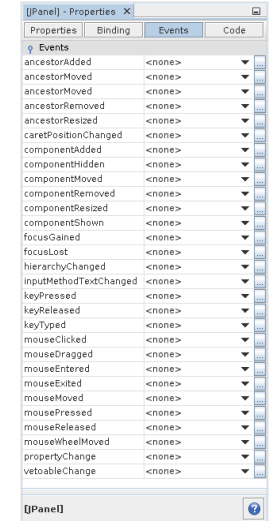 [JPanel] - Properties ×
Properties Binding Events Code
Events
ancestorAdded <none> ...
ancestorMoved <none> ...
ancestorMoved <none> ...
ancestorRemoved <none> ...
ancestorResized <none> ...
caretPositionChanged <none> ...
componentAdded <none> ...
componentHidden <none> ...
componentMoved <none> ...
componentRemoved <none> ...
componentResized <none> ...
componentShown <none> ...
focusGained <none> ...
focusLost <none> ...
hierarchyChanged <none> ...
inputMethodTextChanged <none> ...
keyPressed <none> ...
keyReleased <none> ...
keyTyped <none> ...
mouseClicked <none> ...
mouseDragged <none> ...
mouseEntered <none> ...
mouseExited <none> ...
mouseMoved <none> ...
mousePressed <none> ...
mouseReleased <none> ...
mouseWheelMoved <none> ...
propertyChange <none> ...
vetoableChange <none> ...
[JPanel] ?